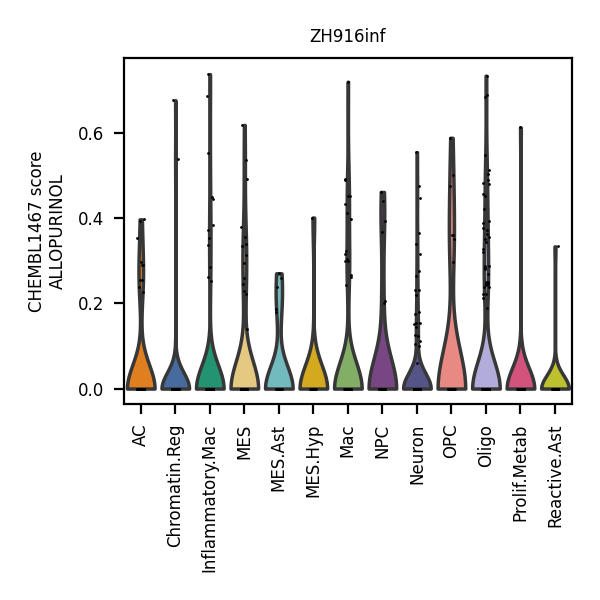 ZH916inf
CHEMBL1467 score
ALLOPURINOL
0.6
0.4
0.2
0.0
AC
Chromatin.Reg
Inflammatory.Mac
MES
MES.Ast
MES.Hyp
Mac
NPC
Neuron
OPC
Oligo
Prolif.Metab
Reactive.Ast